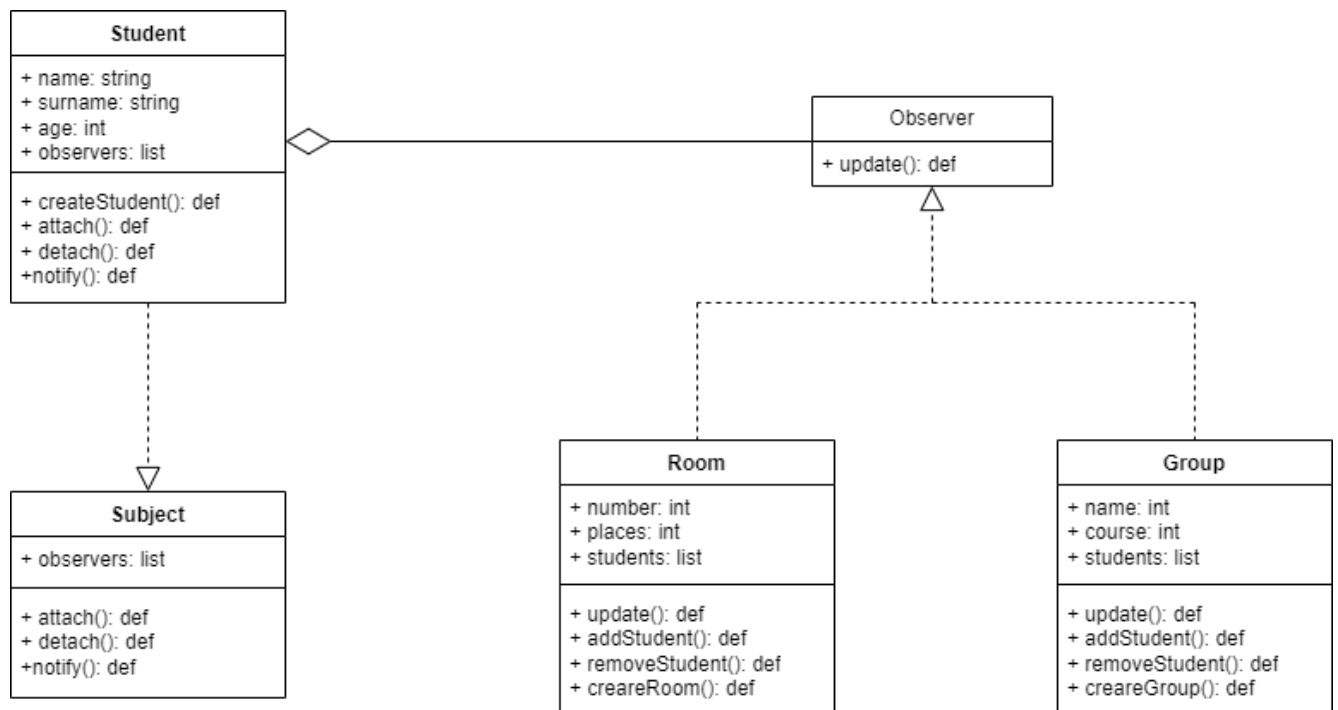 Student
+ name: string
+ surname: string
+ age: int
+ observers: list
+ createStudent(): def
+ attach(): def
+ detach(): def
+notify(): def
Observer
+ update(): def
Subject
+ observers: list
+ attach(): def
+ detach(): def
+notify(): def
Room
+ number: int
+ places: int
+ students: list
+ update(): def
+ addStudent(): def
+ removeStudent(): def
+ creareRoom(): def
Group
+ name: int
+ course: int
+ students: list
+ update(): def
+ addStudent(): def
+ removeStudent(): def
+ creareGroup(): def